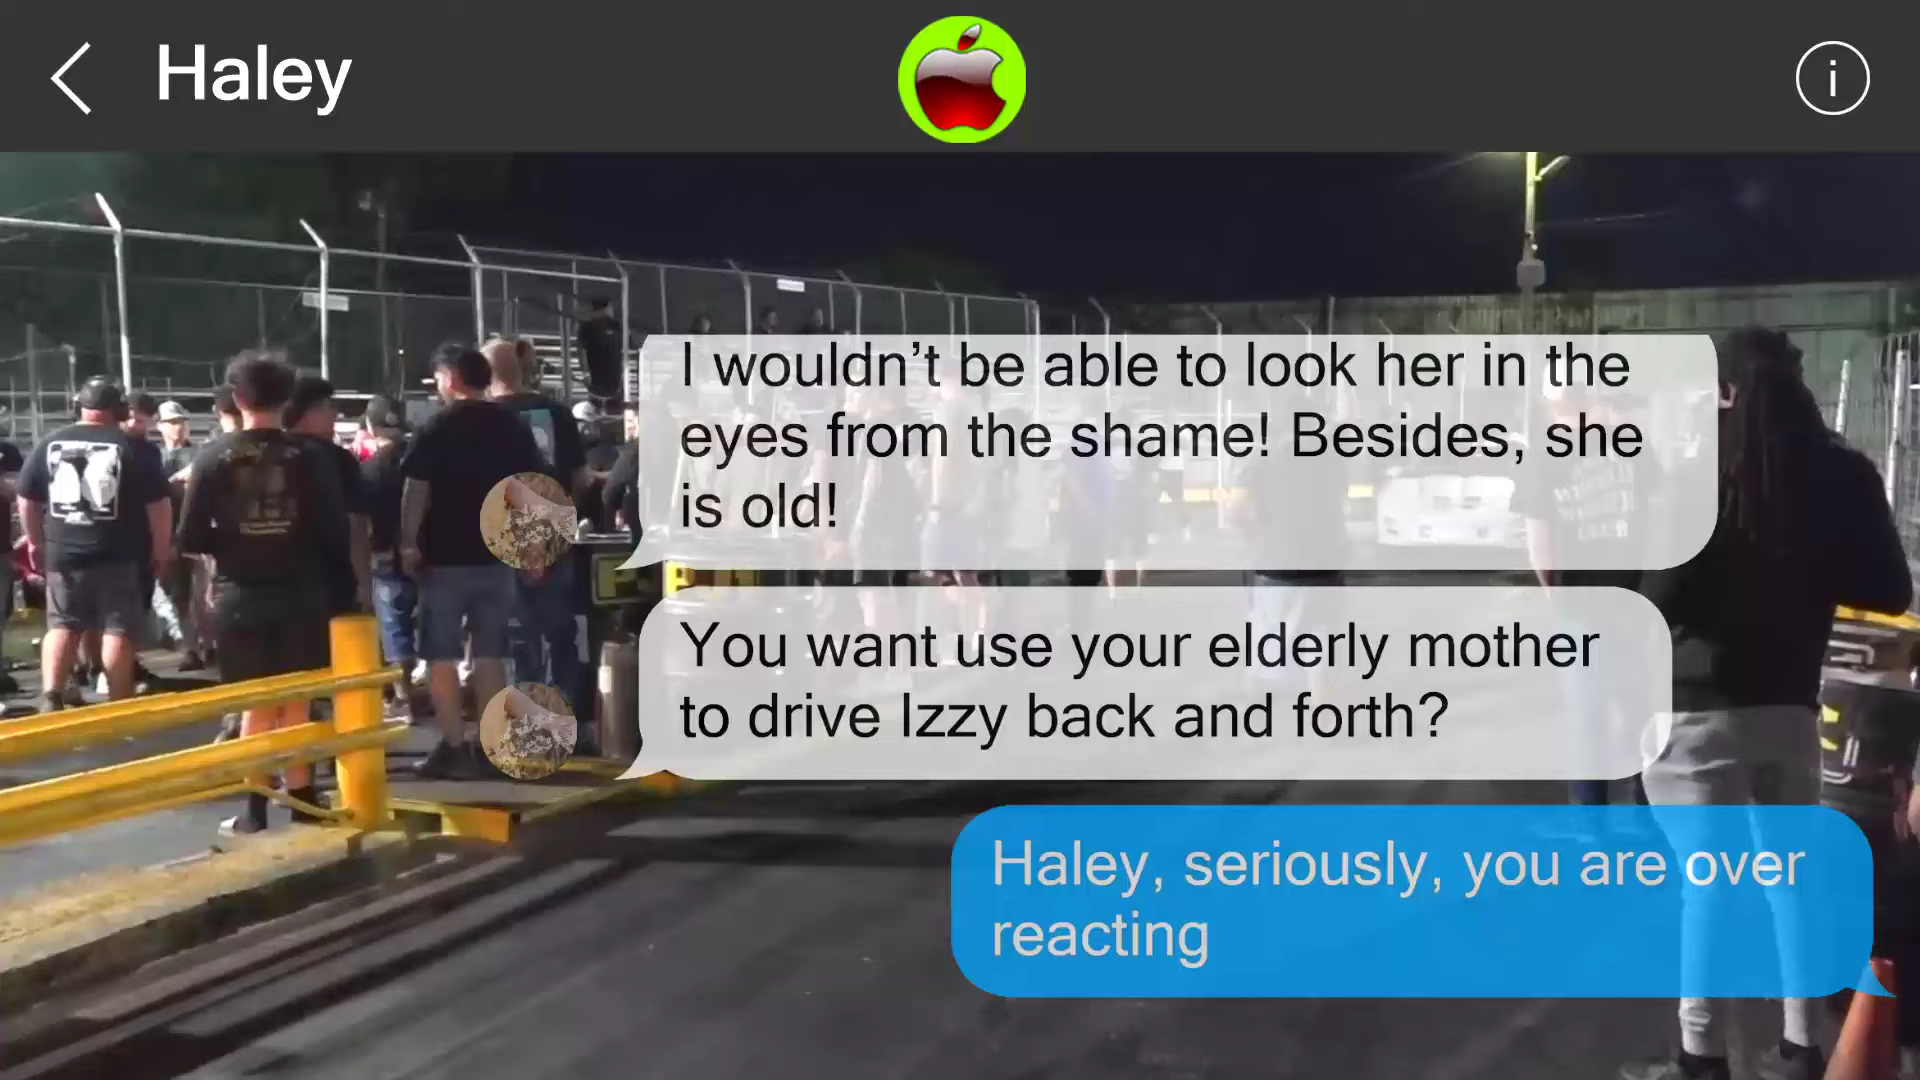 Haley
I wouldn’t be able to look her in the
eyes from the shame! Besides, she
is old!
You want use your elderly mother
to drive Izzy back and forth?
Haley, seriously, you are over
reacting